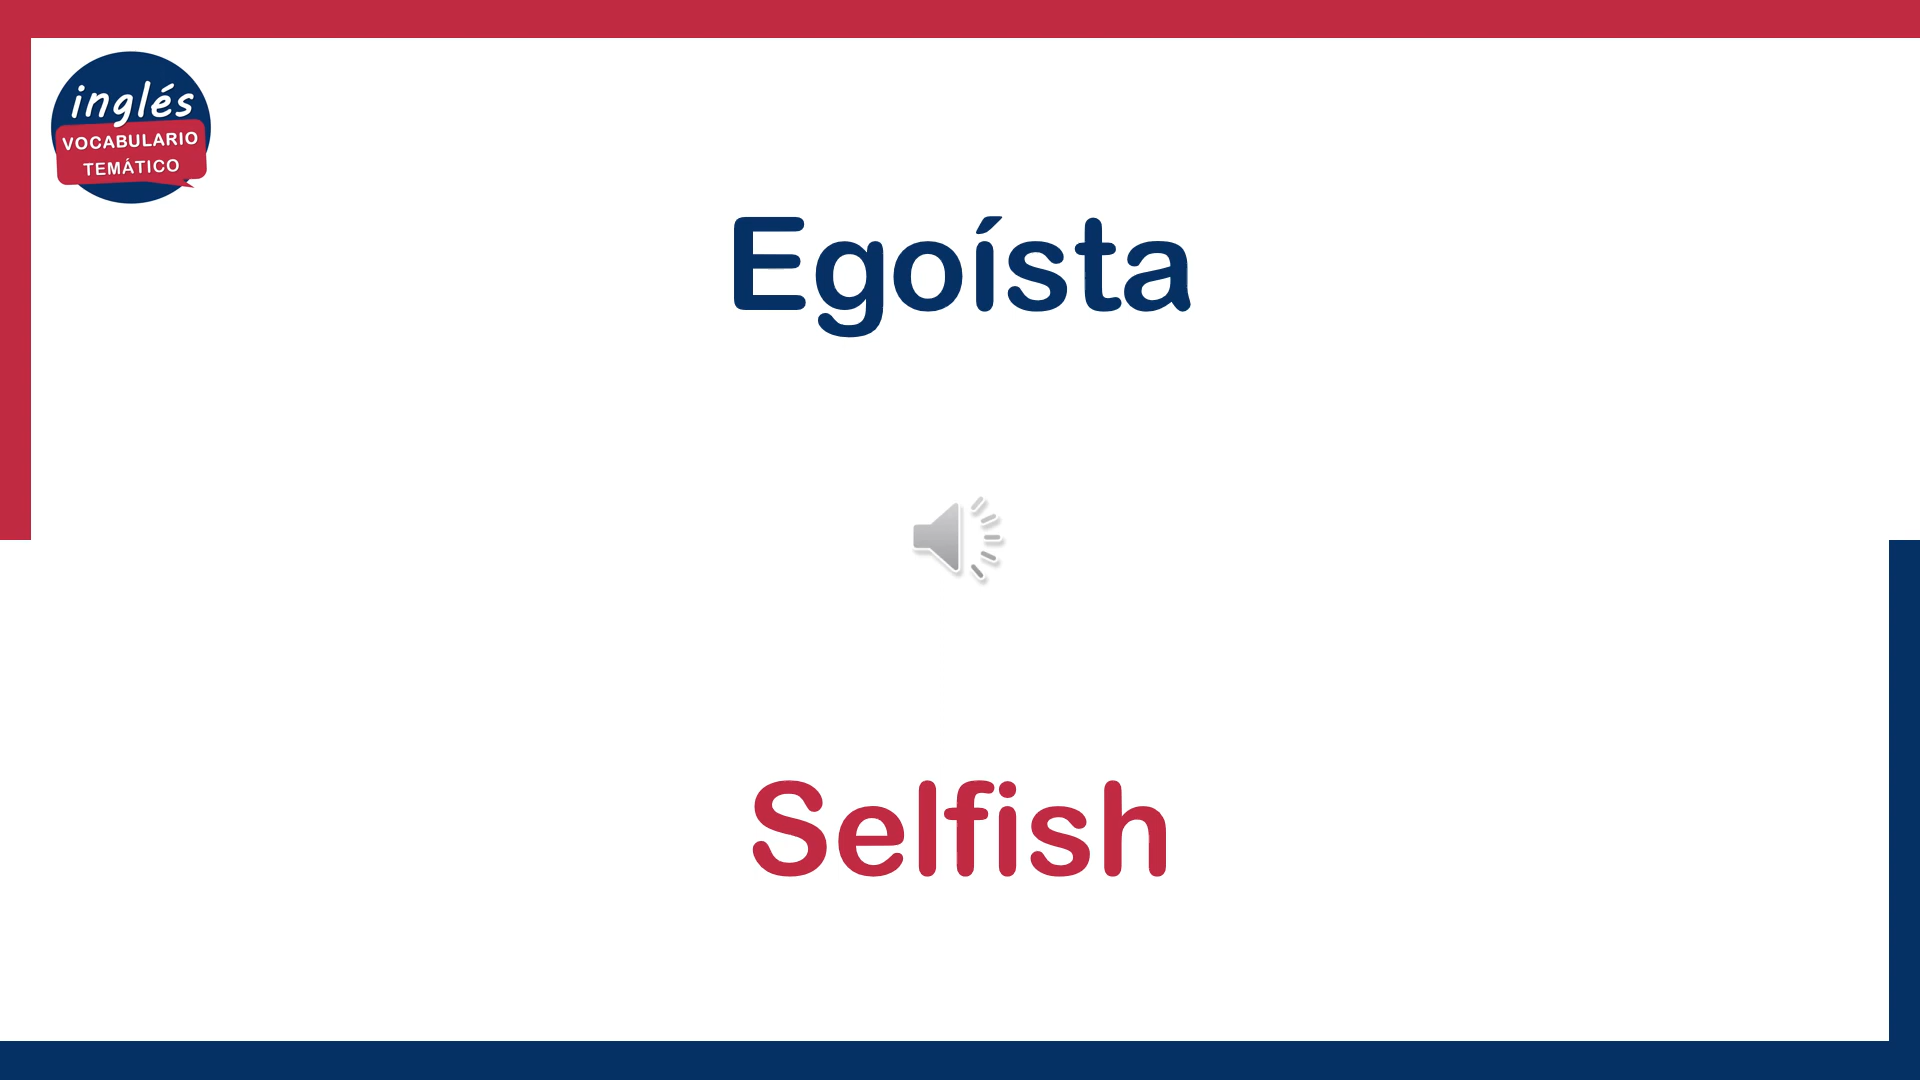 inglés
VOCABULARIO
TEMÁTICO
Egoísta
Selfish